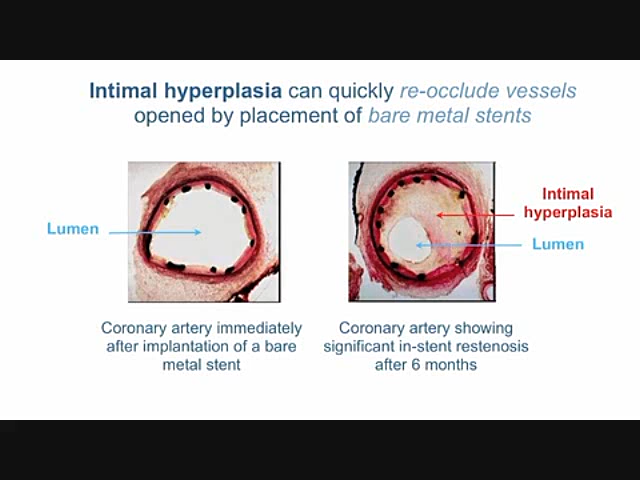 Intimal hyperplasia can quickly re-occlude vessels
opened by placement of bare metal stents
Lumen
Intimal
hyperplasia
Lumen
Coronary artery immediately
after implantation of a bare
metal stent
Coronary artery showing
significant in-stent restenosis
after 6 months